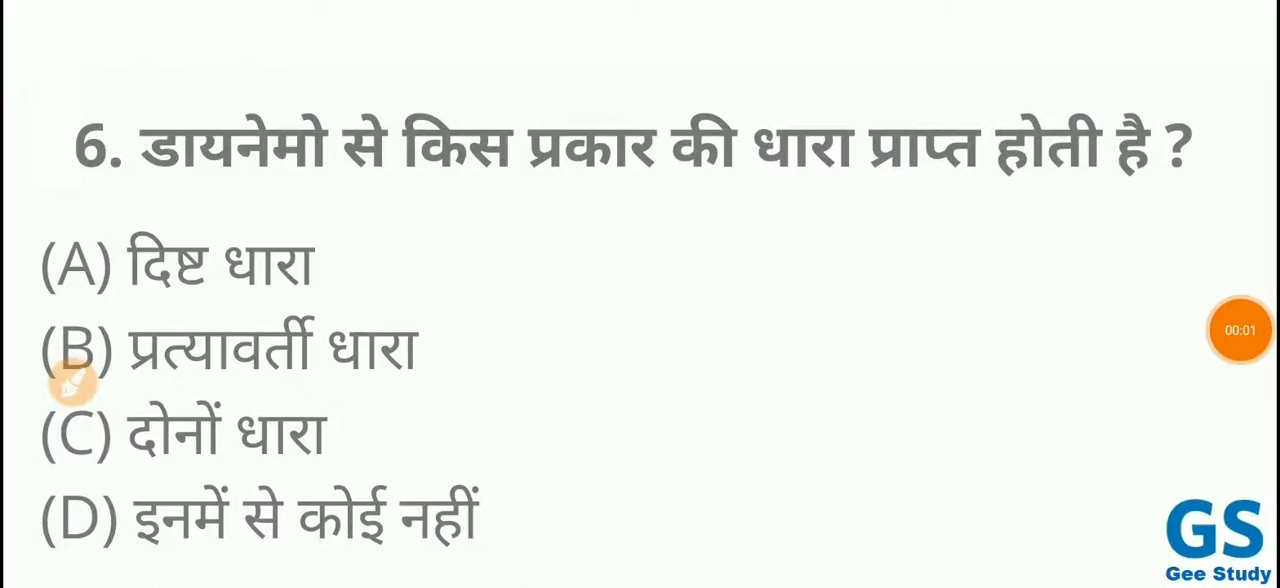 6. डायनेमो से किस प्रकार की धारा प्राप्त होती है ?
(A) दिष्ट धारा
(B) प्रत्यावर्ती धारा
00:01
(C) दोनों धारा
(D) इनमें से कोई नहीं
GS
Gee Study